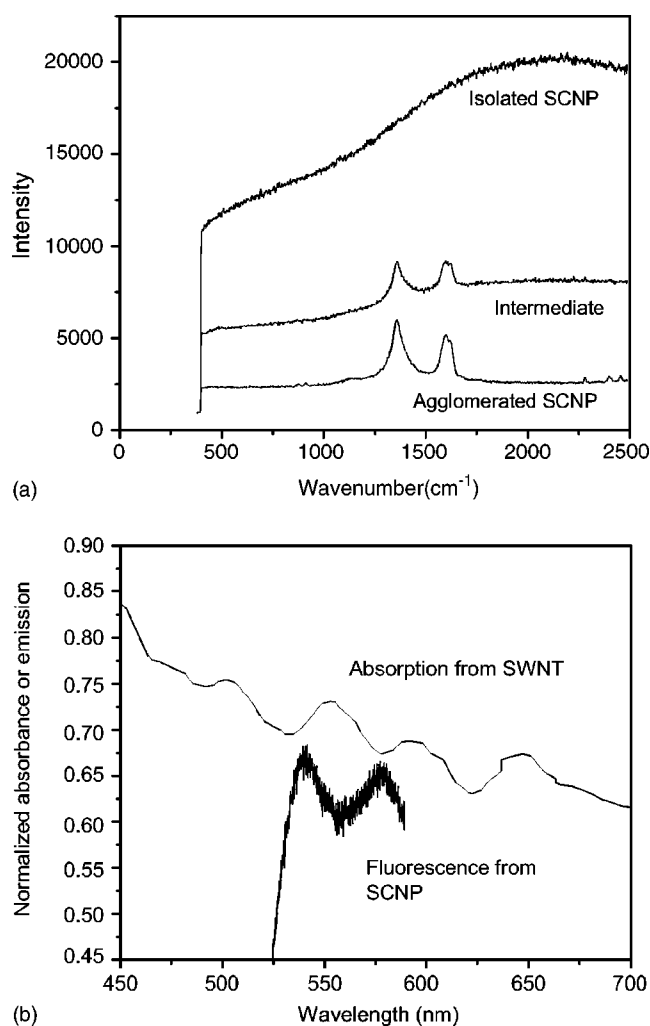 20000
15000
10000
5000
0
Intensity
Isolated SCNP
Intermediate
Agglomerated SCNP
0 500 1000 1500 2000 2500
Wavenumber(cm⁻¹)
(a)
0.90
0.85
0.80
0.75
0.70
0.65
0.60
0.55
0.50
0.45
Normalized absorbance or emission
Absorption from SWNT
Fluorescence from
SCNP
450 500 550 600 650 700
Wavelength (nm)
(b)